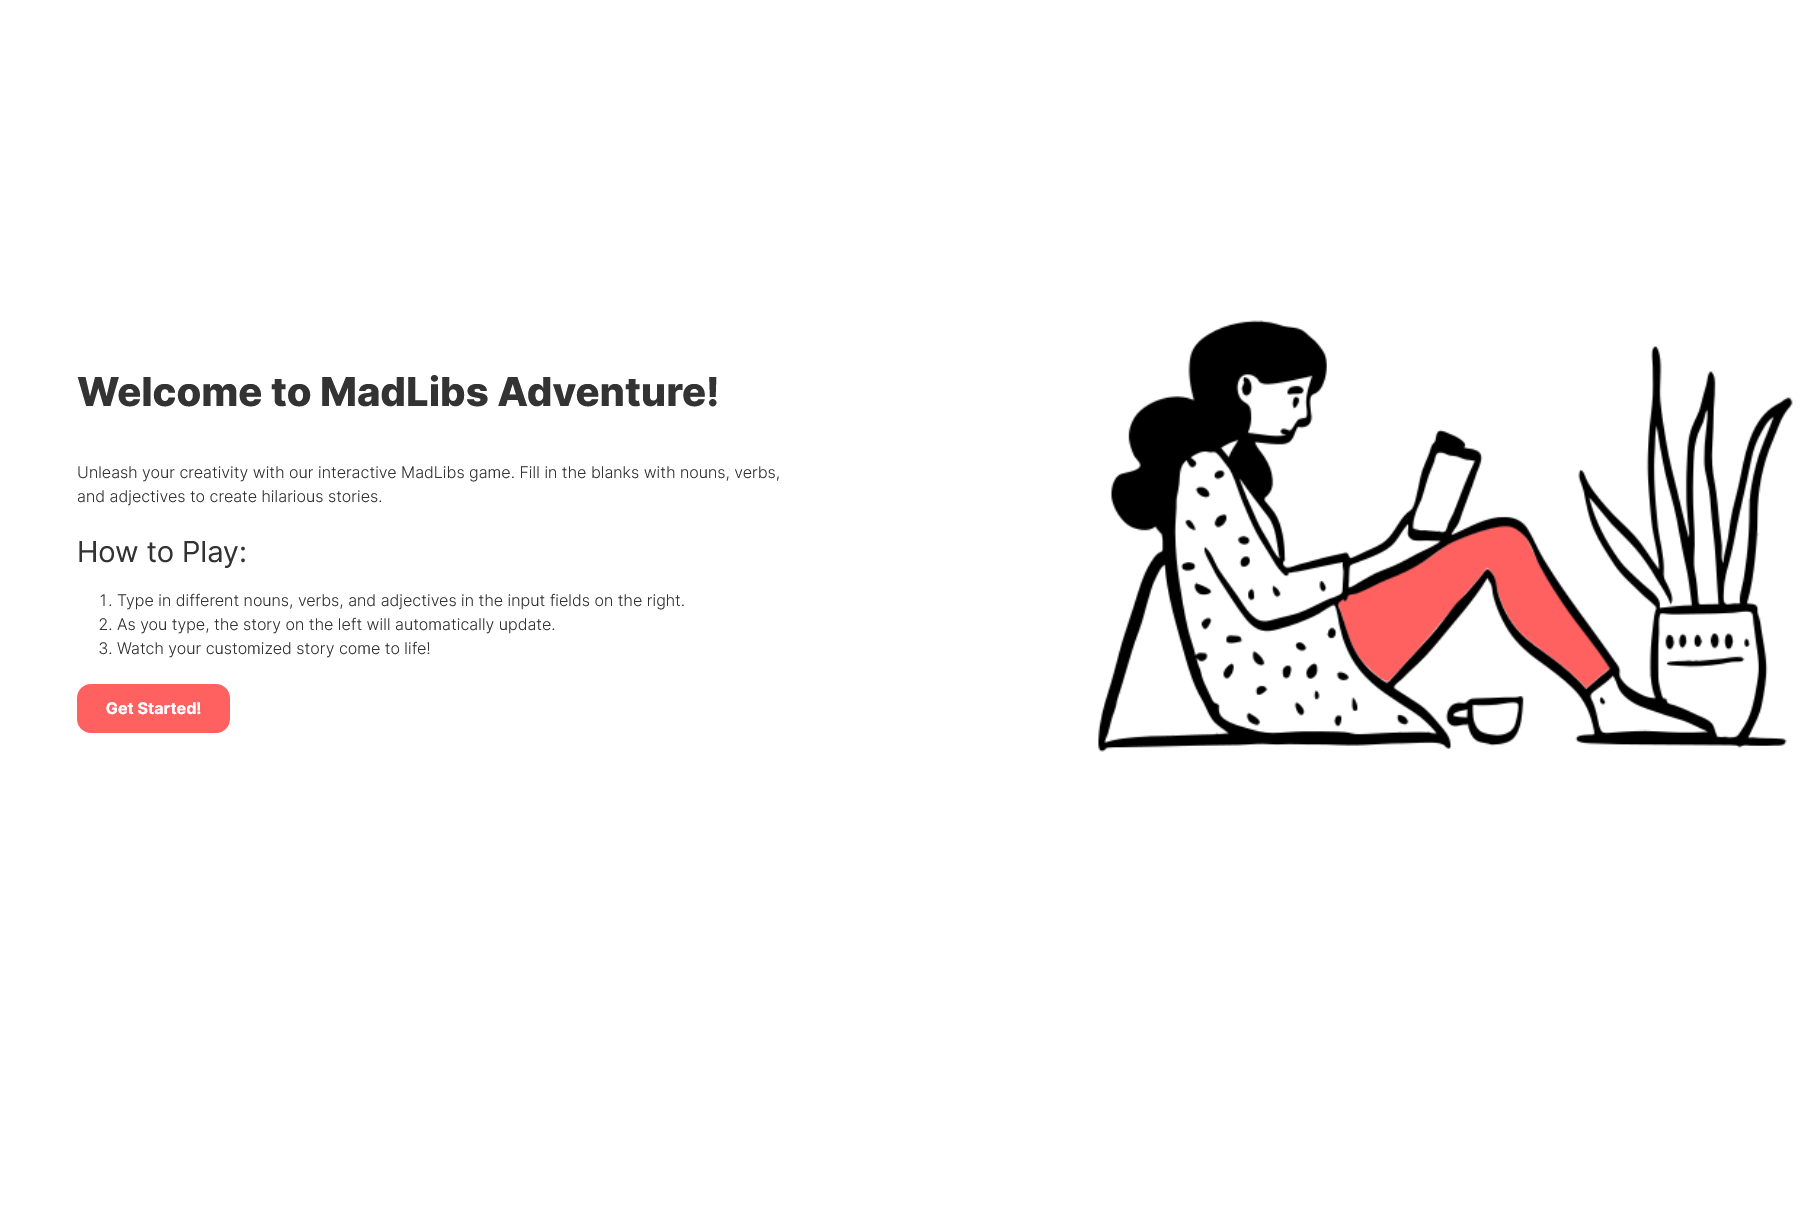 Welcome to MadLibs Adventure!
Unleash your creativity with our interactive MadLibs game. Fill in the blanks with nouns, verbs,
and adjectives to create hilarious stories.
How to Play:
1. Type in different nouns, verbs, and adjectives in the input fields on the right.
2. As you type, the story on the left will automatically update.
3. Watch your customized story come to life!
Get Started!